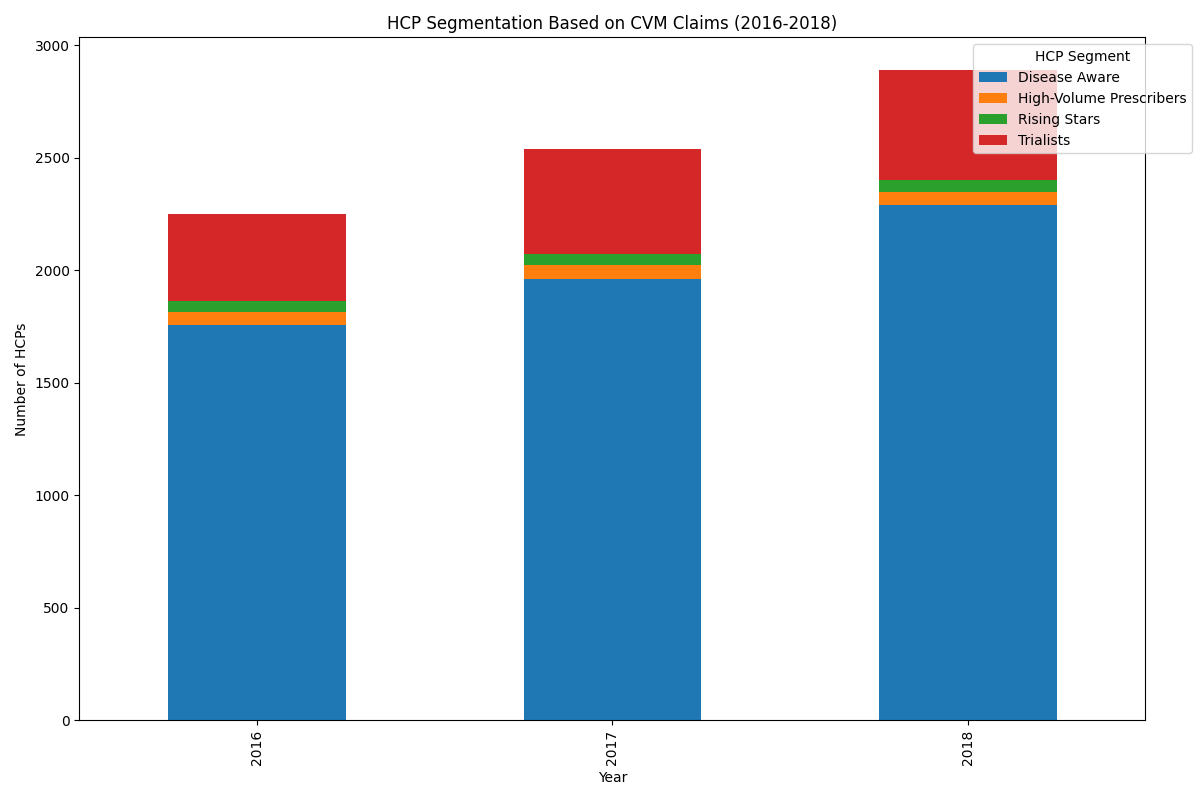 HCP Segmentation Based on CVM Claims (2016-2018)
HCP Segment
Disease Aware
High-Volume Prescribers
Rising Stars
Trialists
Number of HCPs
3000
2500
2000
1500
1000
500
0
2016
2017
2018
Year